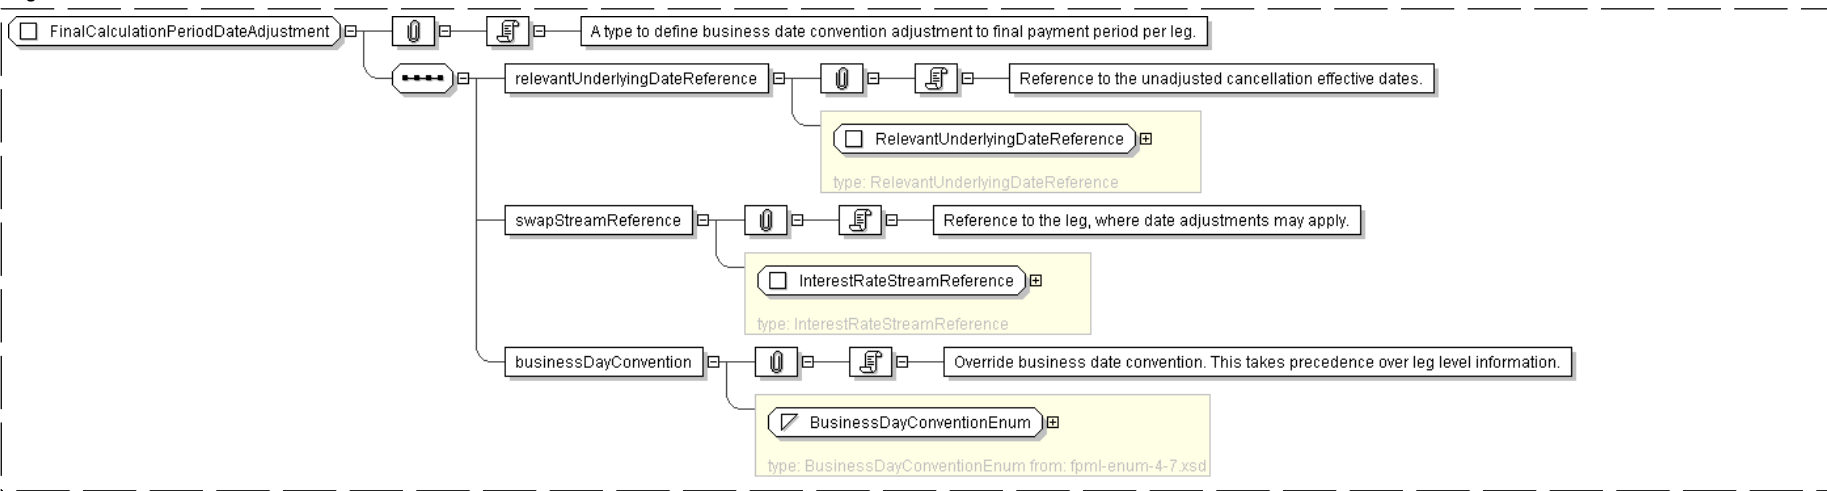 FinalCalculationPeriodDateAdjustment
A type to define business date convention adjustment to final payment period per leg.
relevantUnderlyingDateReference
Reference to the unadjusted cancellation effective dates.
RelevantUnderlyingDateReference
type: RelevantUnderlyingDateReference
swapStreamReference
Reference to the leg, where date adjustments may apply.
InterestRateStreamReference
type: InterestRateStreamReference
businessDayConvention
Override business date convention. This takes precedence over leg level information.
BusinessDayConventionEnum
type: BusinessDayConventionEnum from: fpml-enum-4-7.xsd